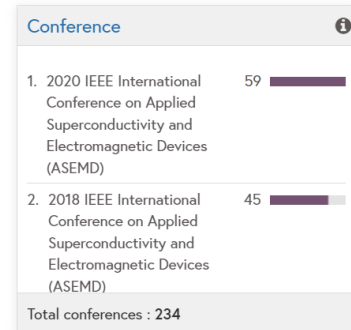 Conference
1. 2020 IEEE International 59
Conference on Applied
Superconductivity and
Electromagnetic Devices
(ASEMD)
2. 2018 IEEE International 45
Conference on Applied
Superconductivity and
Electromagnetic Devices
(ASEMD)
Total conferences : 234